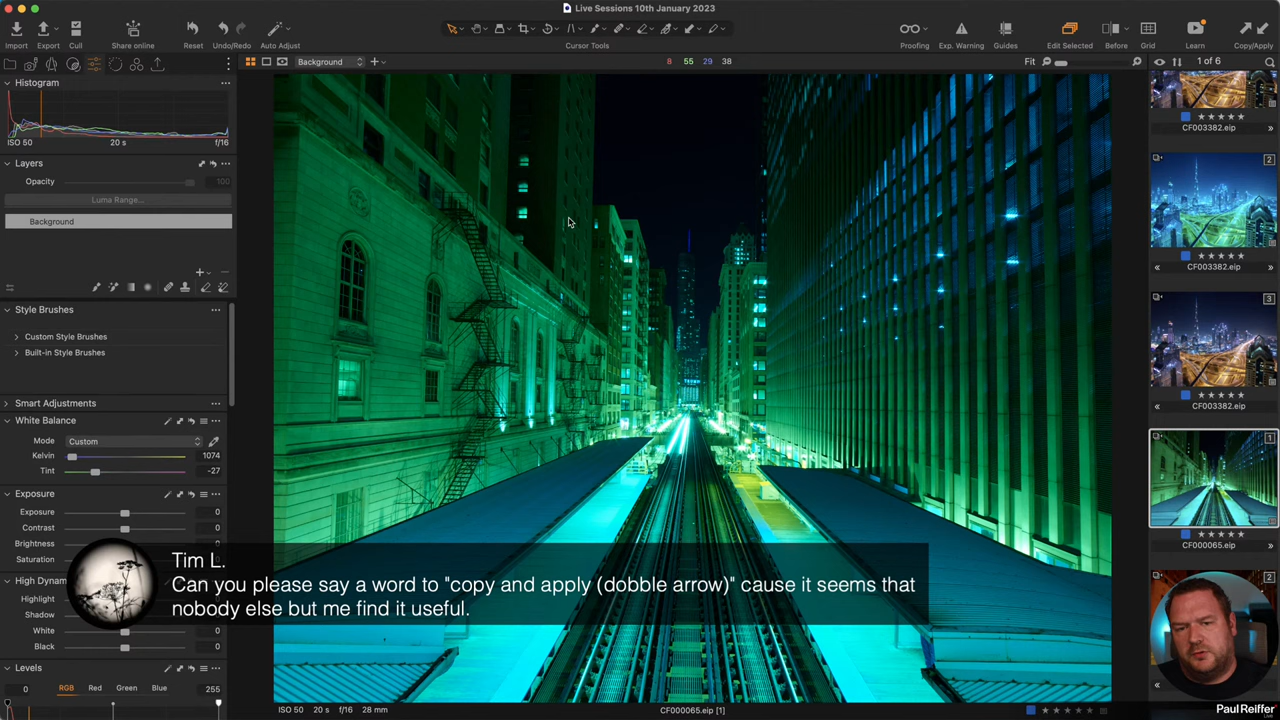 Live Sessions 10th January 2023
Import
Export
Cull
Share online
Reset
Undo/Redo
Auto Adjust
Cursor Tools
Proofing
Exp. Warning
Guides
Edit Selected
Before
Grid
Learn
Copy/Apply
Background
8 55 29 38
Fit
1 of 6
Histogram
ISO 50 20 s f/16
Layers
Opacity 100
Luma Range...
Background
Style Brushes
Custom Style Brushes
Built-in Style Brushes
Smart Adjustments
White Balance
Mode Custom
Kelvin 1074
Tint -27
Exposure
Exposure 0
Contrast 0
Brightness
Saturation
High Dynam
Highlight
Shadow
White 0
Black 0
Levels
0 RGB Red Green Blue 255
Tim L.
Can you please say a word to "copy and apply (dobble arrow)" cause it seems that
nobody else but me find it useful.
ISO 50 20 s f/16 28 mm
CF000065.eip [1]
CF003382.eip
2
CF003382.eip
3
CF003382.eip
1
CF000065.eip
2
Paul Reiffer
Live